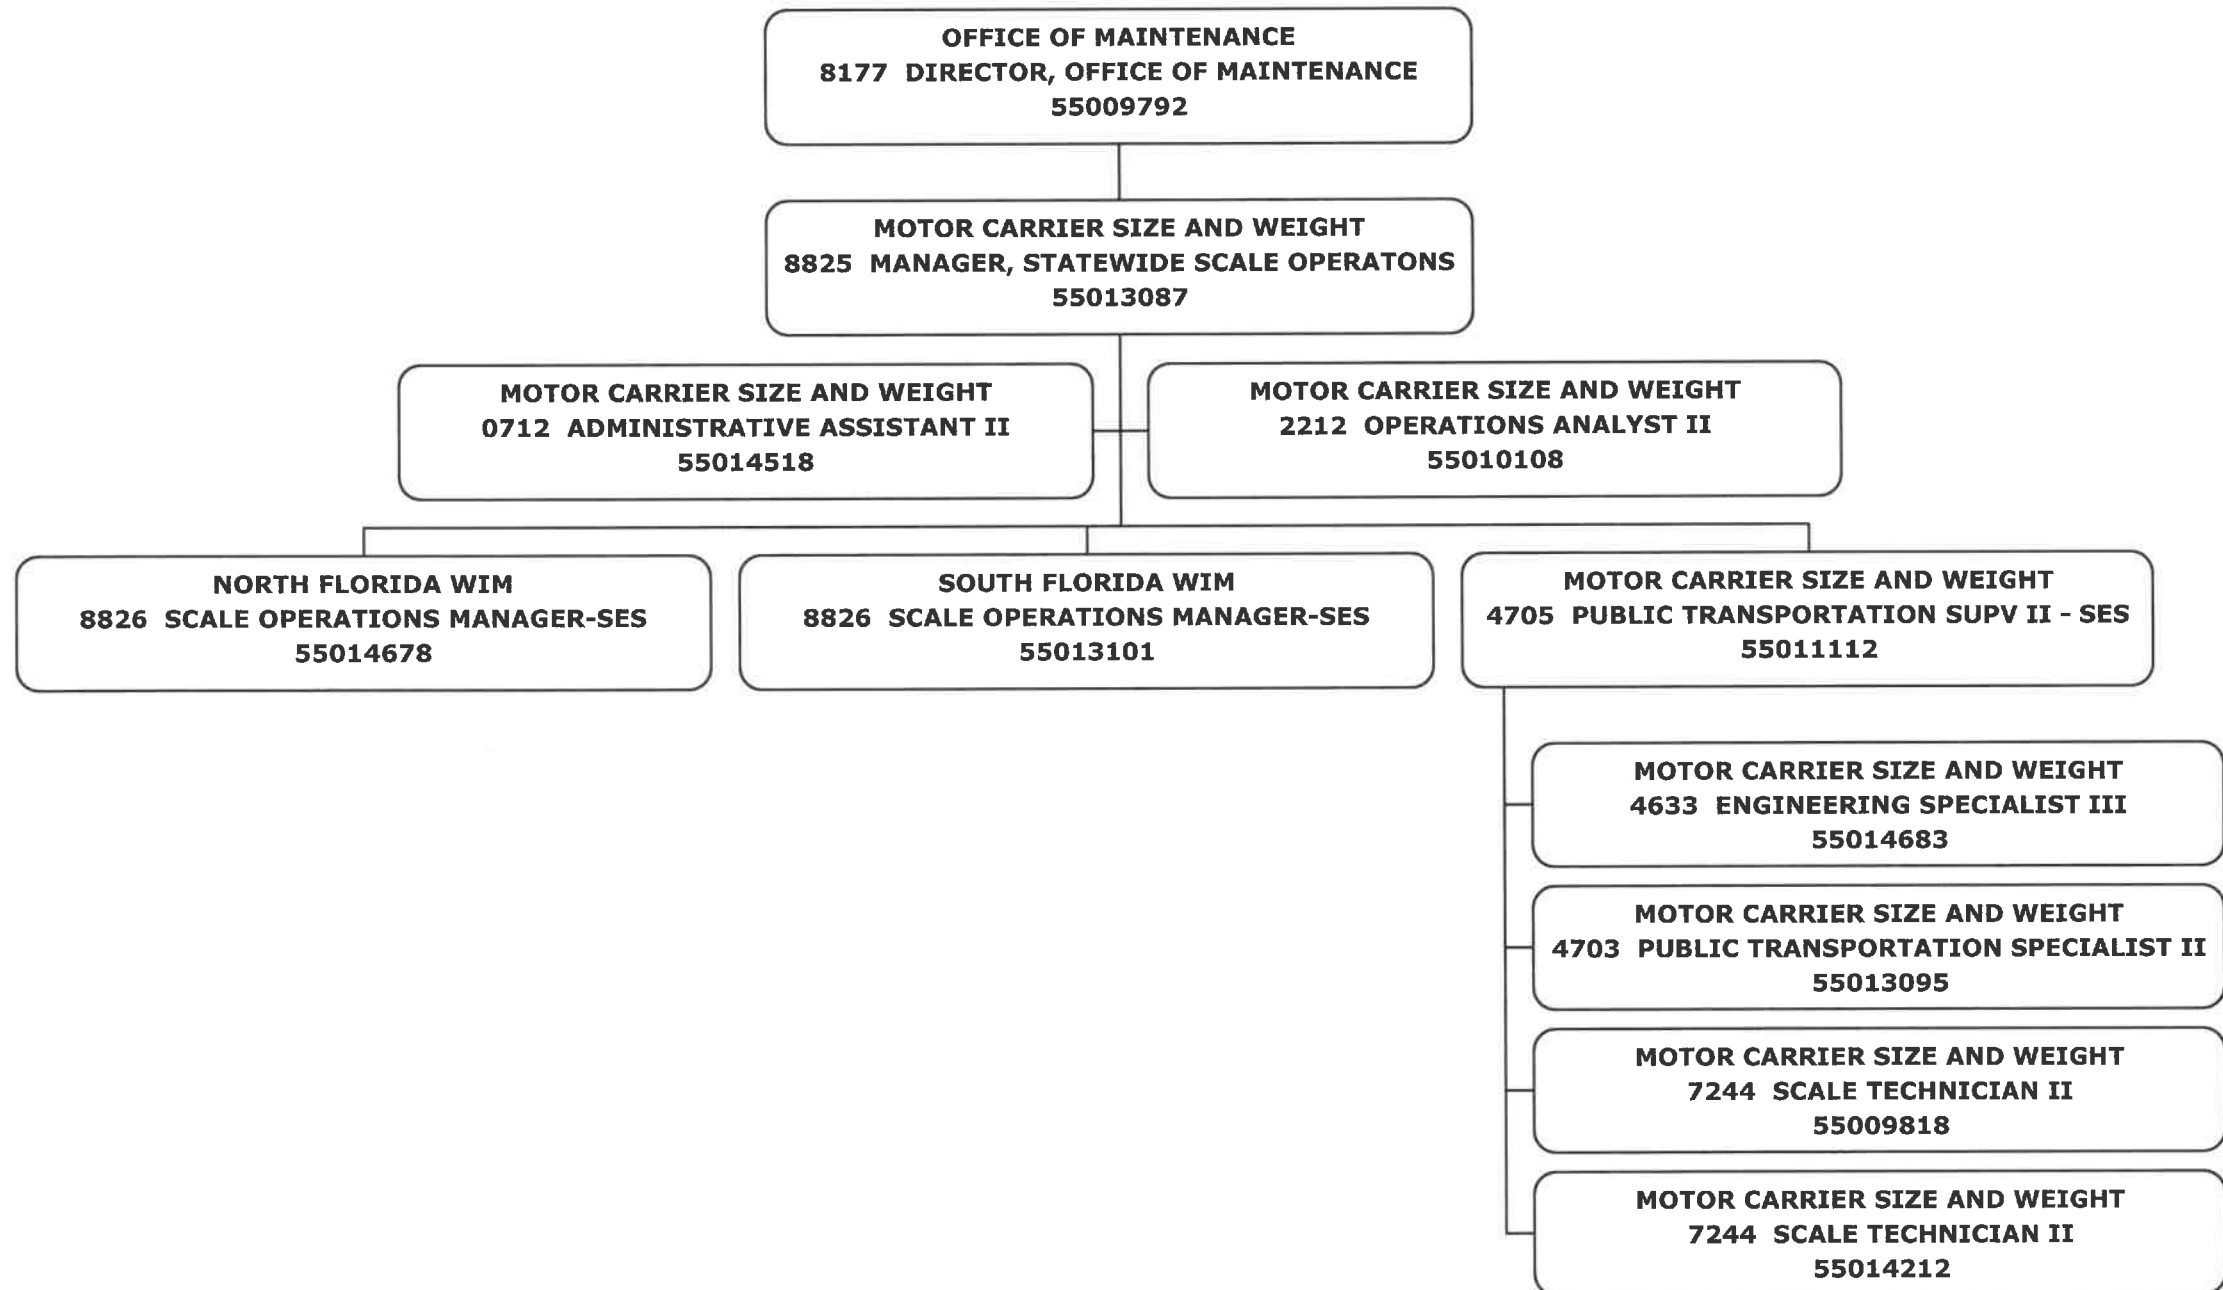 OFFICE OF MAINTENANCE
8177 DIRECTOR, OFFICE OF MAINTENANCE
55009792
MOTOR CARRIER SIZE AND WEIGHT
8825 MANAGER, STATEWIDE SCALE OPERATONS
55013087
MOTOR CARRIER SIZE AND WEIGHT
0712 ADMINISTRATIVE ASSISTANT II
55014518
MOTOR CARRIER SIZE AND WEIGHT
2212 OPERATIONS ANALYST II
55010108
NORTH FLORIDA WIM
8826 SCALE OPERATIONS MANAGER-SES
55014678
SOUTH FLORIDA WIM
8826 SCALE OPERATIONS MANAGER-SES
55013101
MOTOR CARRIER SIZE AND WEIGHT
4705 PUBLIC TRANSPORTATION SUPV II - SES
55011112
MOTOR CARRIER SIZE AND WEIGHT
4633 ENGINEERING SPECIALIST III
55014683
MOTOR CARRIER SIZE AND WEIGHT
4703 PUBLIC TRANSPORTATION SPECIALIST II
55013095
MOTOR CARRIER SIZE AND WEIGHT
7244 SCALE TECHNICIAN II
55009818
MOTOR CARRIER SIZE AND WEIGHT
7244 SCALE TECHNICIAN II
55014212